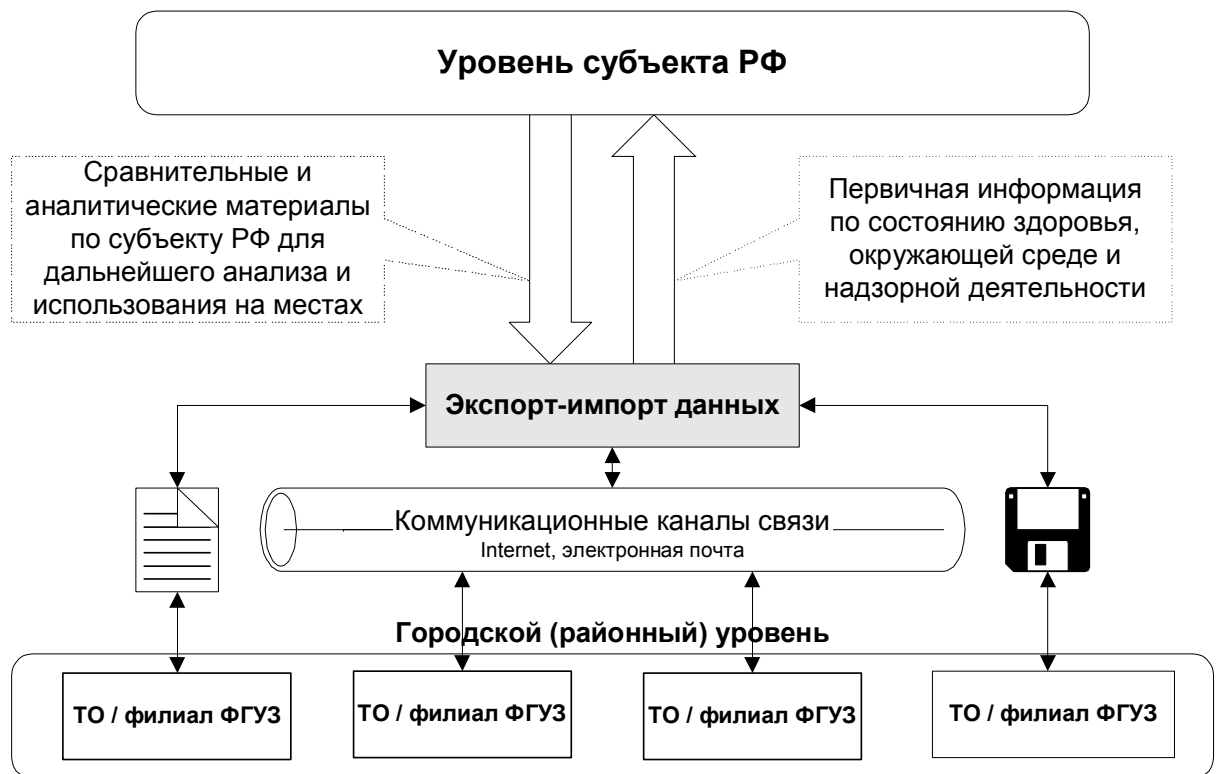 Уровень субъекта РФ
Сравнительные и
аналитические материалы
по субъекту РФ для
дальнейшего анализа и
использования на местах
Первичная информация
по состоянию здоровья,
окружающей среде и
надзорной деятельности
Экспорт-импорт данных
Коммуникационные каналы связи
Internet, электронная почта
Городской (районный) уровень
ТО / филиал ФГУЗ
ТО / филиал ФГУЗ
ТО / филиал ФГУЗ
ТО / филиал ФГУЗ